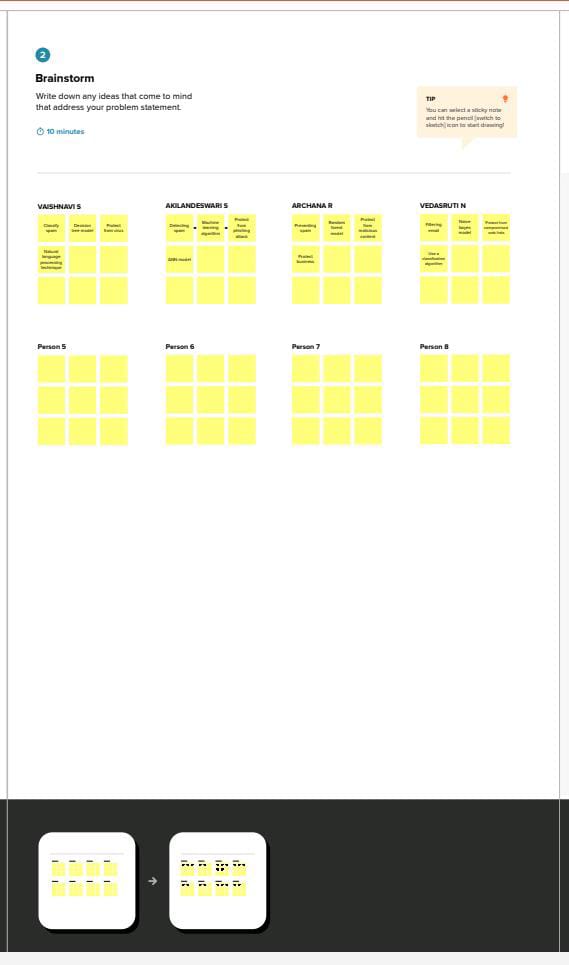 2
Brainstorm
Write down any ideas that come to mind
that address your problem statement.
10 minutes
TIP
You can select a sticky note
and hit the pencil [switch to
sketch] icon to start drawing!
VAISHNAVI S
Classify
spam
Decision
tree model
Protect
from virus
Natural
language
processing
technique
AKILANDESWARI S
Detecting
spam
Machine
learning
algorithm
Protect
from
phishing
attack
ANN model
ARCHANA R
Preventing
spam
Random
forest
model
Protect
from
malicious
content
Protect
business
VEDASRUTI N
Filtering
email
Naive
bayes
model
Protect from
compromised
web links
Use a
classification
algorithm
Person 5
Person 6
Person 7
Person 8